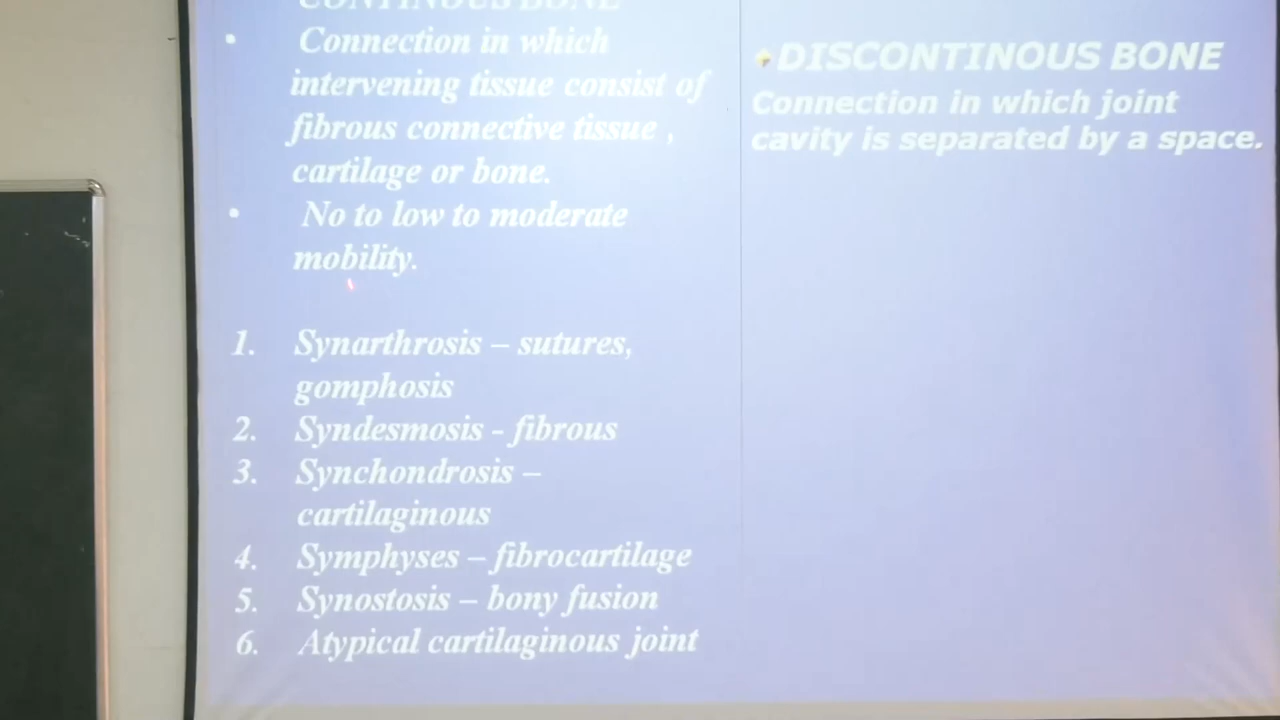 CONTINOUS BONE
• Connection in which
intervening tissue consist of
fibrous connective tissue ,
cartilage or bone.
• No to low to moderate
mobility.
1. Synarthrosis – sutures,
gomphosis
2. Syndesmosis - fibrous
3. Synchondrosis –
cartilaginous
4. Symphyses – fibrocartilage
5. Synostosis – bony fusion
6. Atypical cartilaginous joint
DISCONTINOUS BONE
Connection in which joint
cavity is separated by a space.